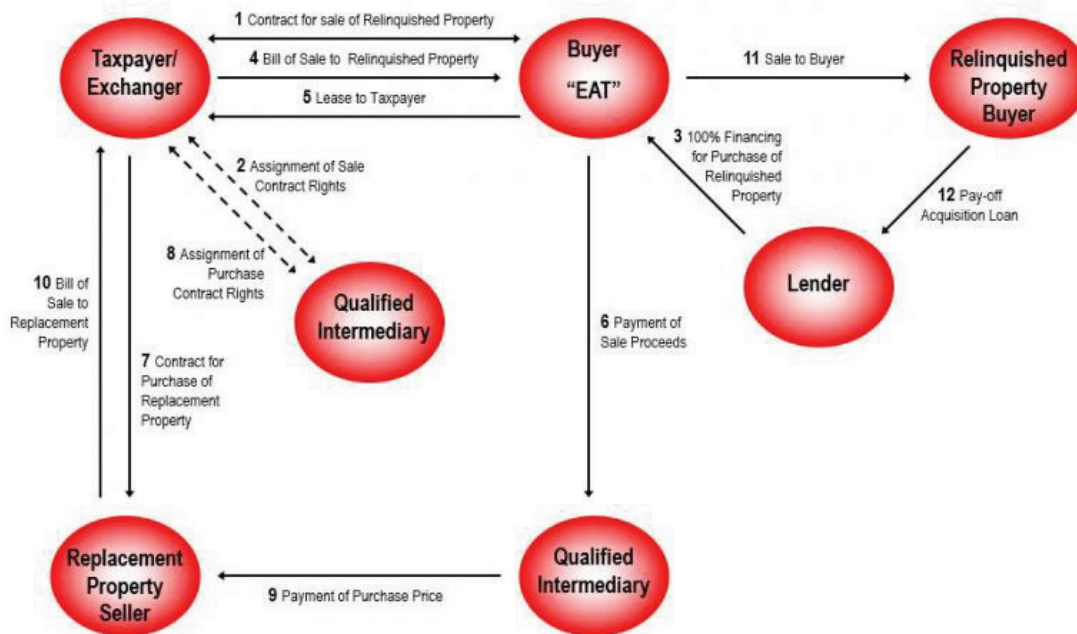 1 Contract for sale of Relinquished Property
Taxpayer/
Exchanger
4 Bill of Sale to Relinquished Property
5 Lease to Taxpayer
Buyer
"EAT"
11 Sale to Buyer
Relinquished
Property
Buyer
3 100% Financing
for Purchase of
Relinquished
Property
2 Assignment of Sale
Contract Rights
12 Pay-off
Acquisition Loan
8 Assignment of
Purchase
Contract Rights
Lender
10 Bill of
Sale to
Replacement
Property
Qualified
Intermediary
6 Payment of
Sale Proceeds
7 Contract for
Purchase of
Replacement
Property
Replacement
Property
Seller
9 Payment of Purchase Price
Qualified
Intermediary